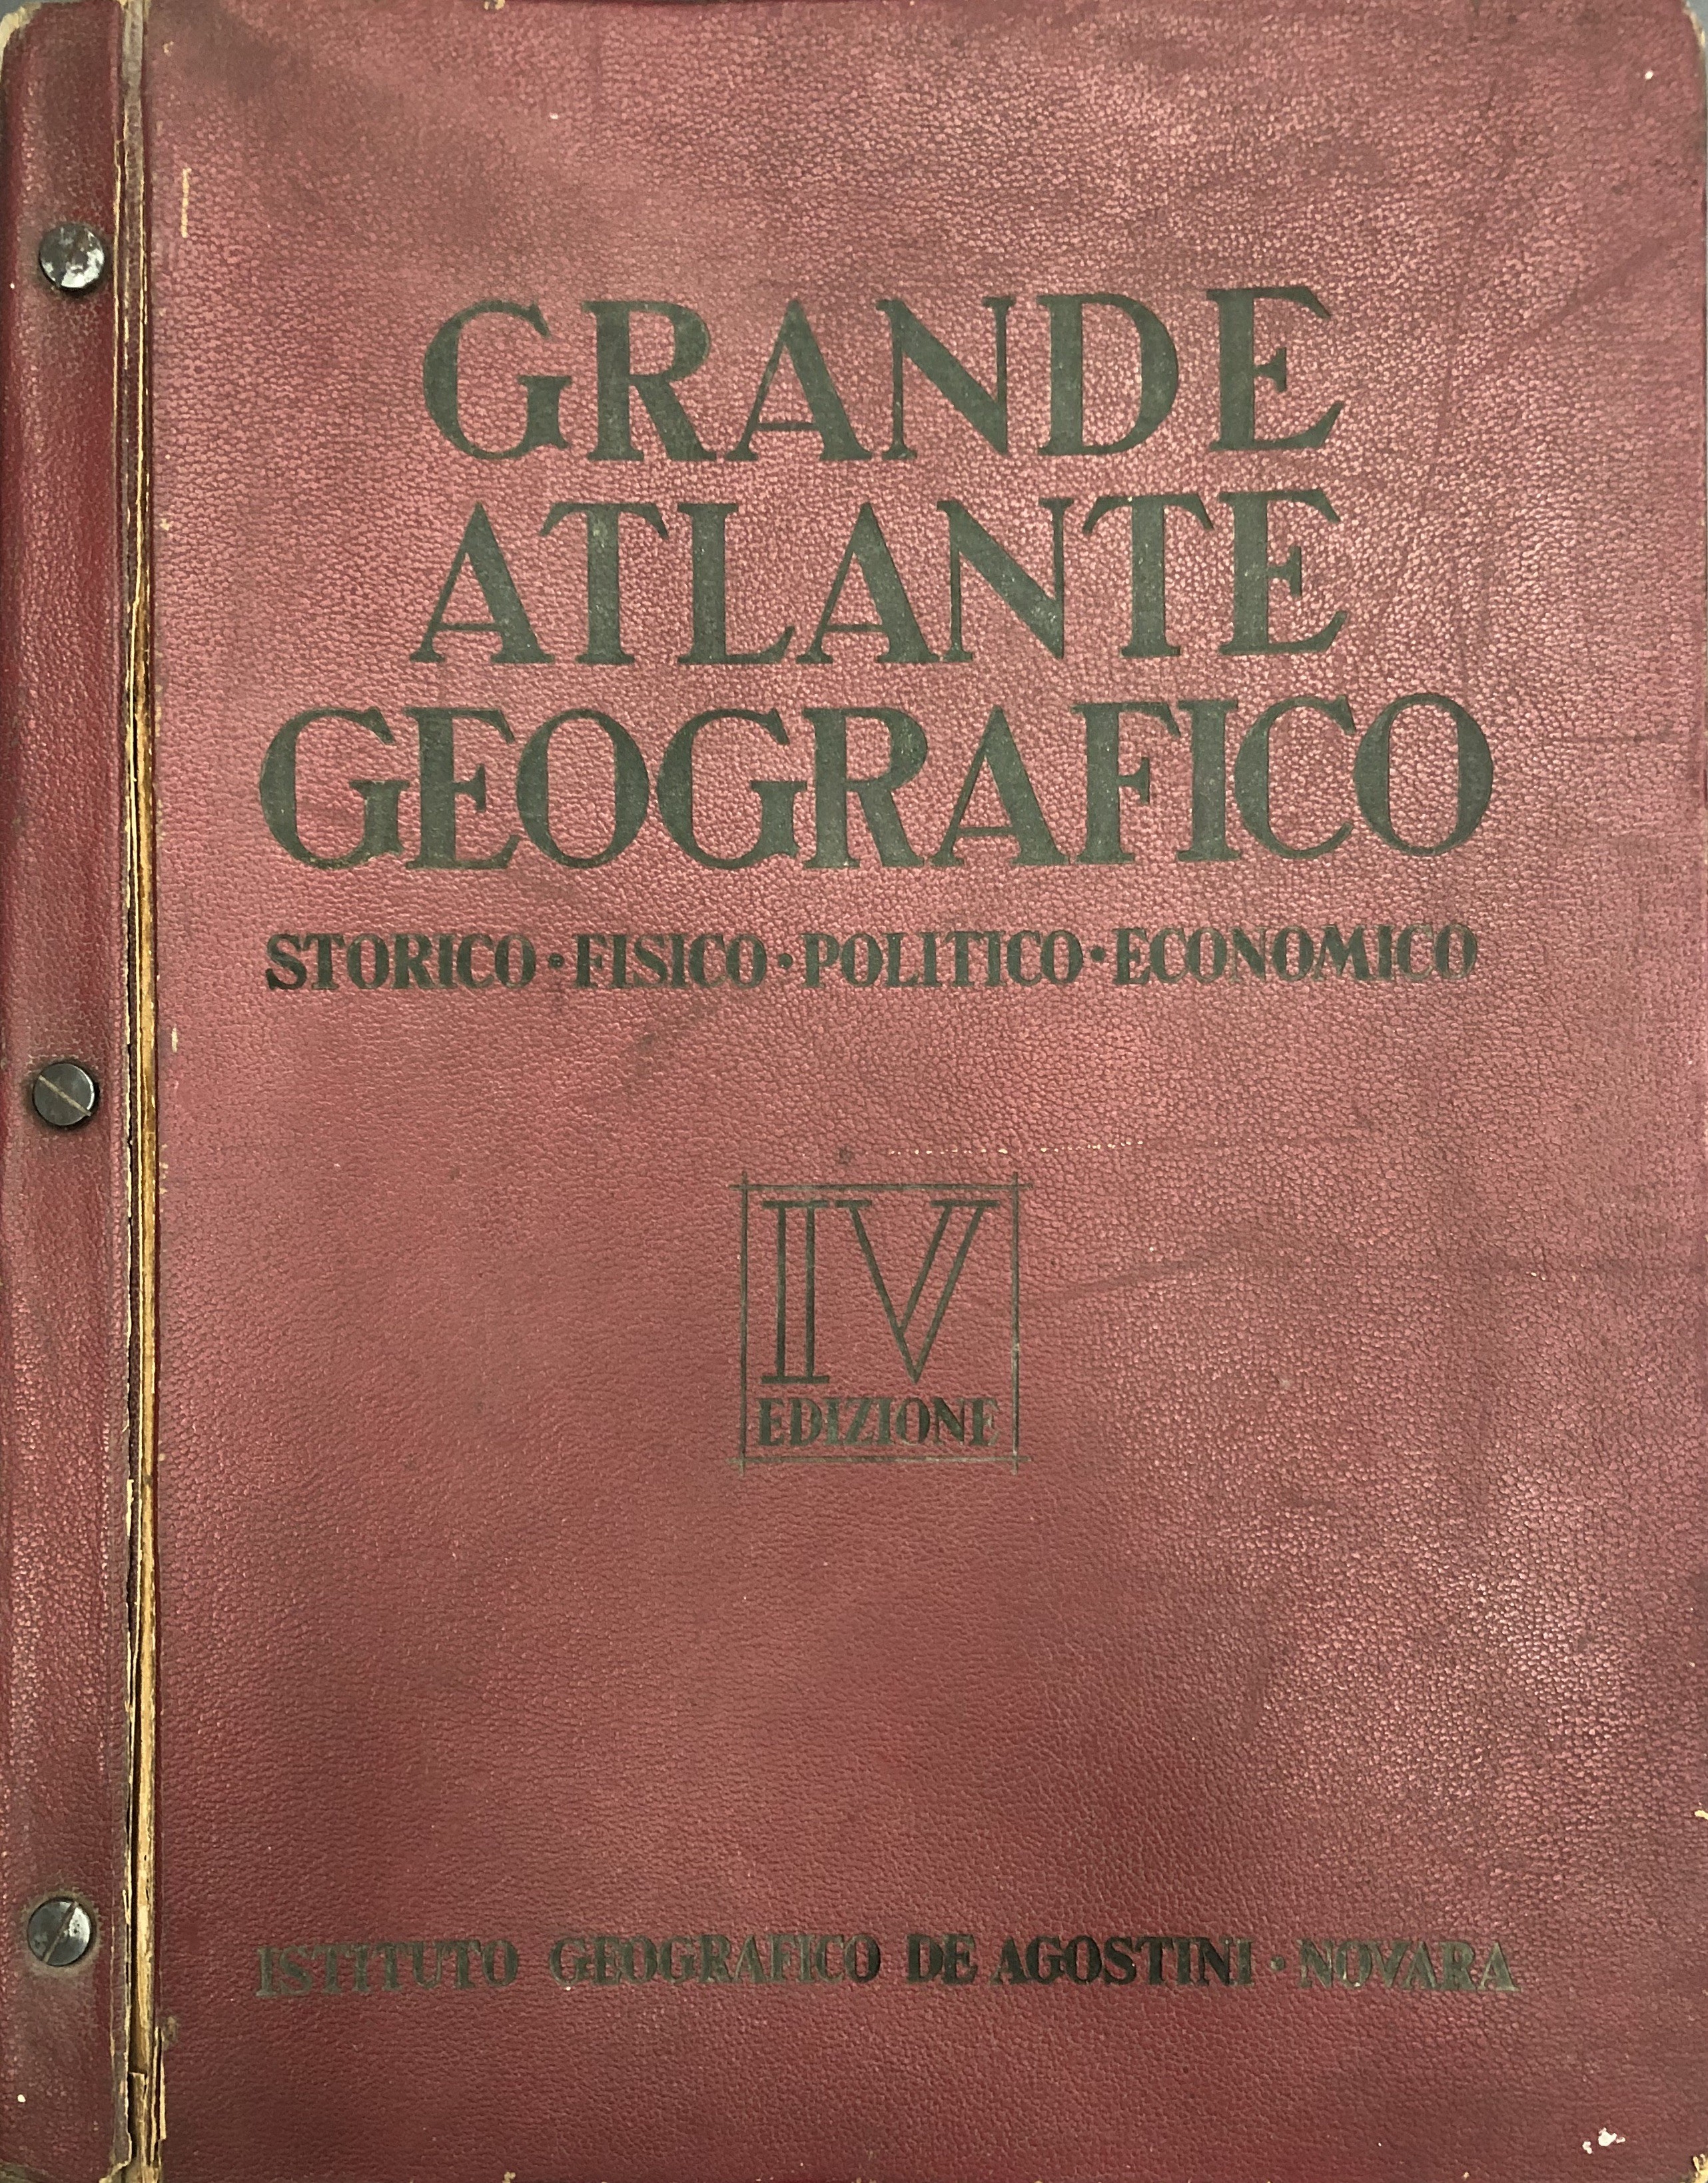 GRANDE
ATLANTE
GEOGRAFICO
STORICO·FISICO·POLITICO·ECONOMICO
IV
EDIZIONE
ISTITUTO GEOGRAFICO DE AGOSTINI·NOVARA